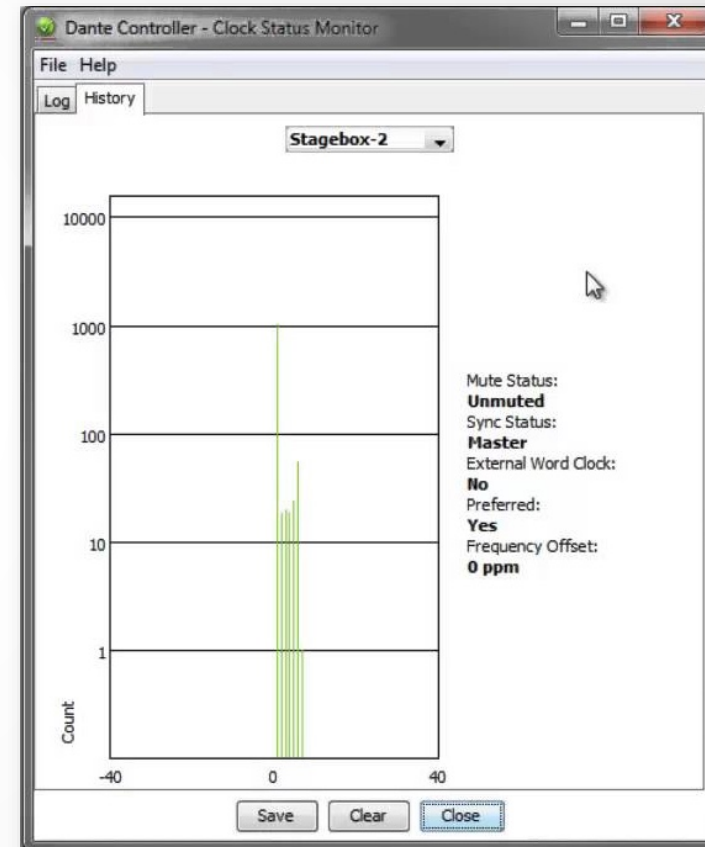 Dante Controller - Clock Status Monitor
File Help
Log History
Stagebox-2
10000
1000
100
10
1
Count
-40 0 40
Mute Status:
Unmuted
Sync Status:
Master
External Word Clock:
No
Preferred:
Yes
Frequency Offset:
0 ppm
Save Clear Close